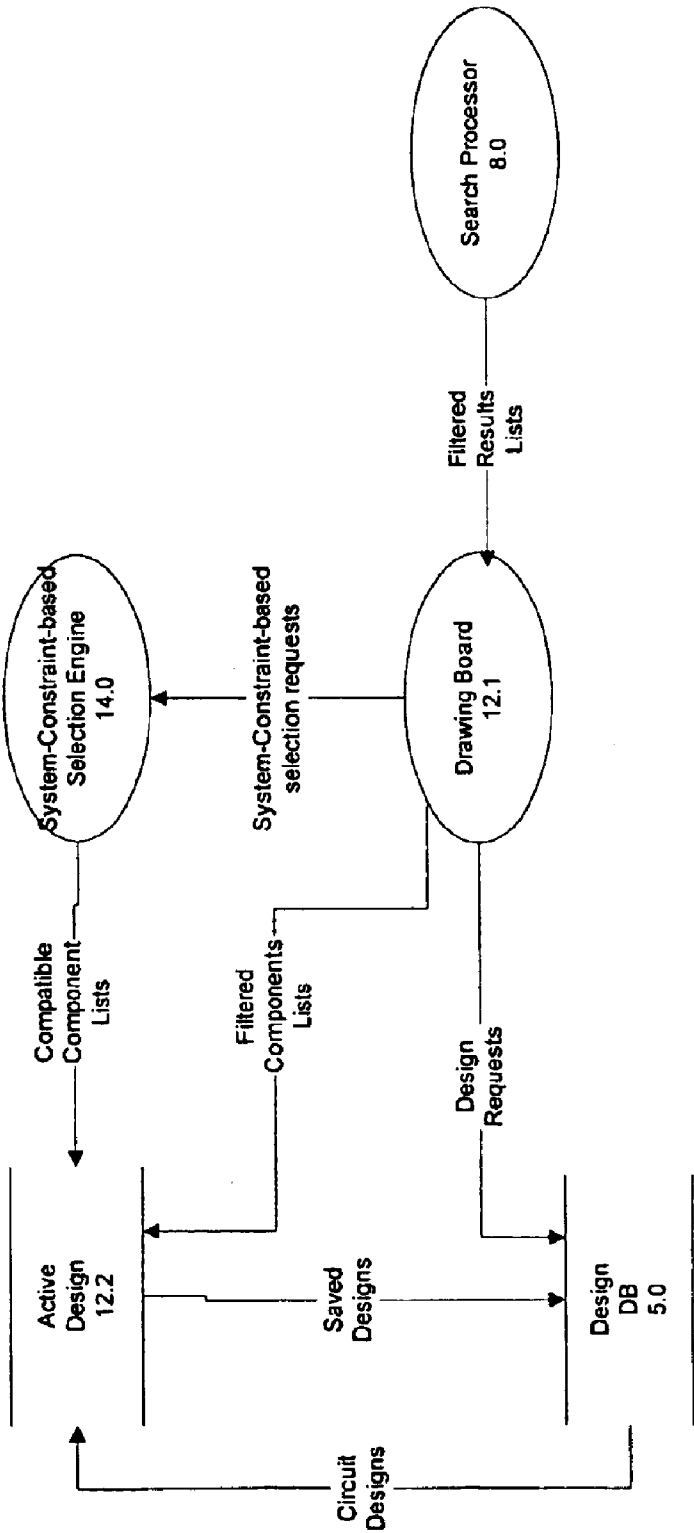 Active
Design
12.2
Compatible
Component
Lists
System-Constraint-based
Selection Engine
14.0
Circuit
Designs
Saved
Designs
Filtered
Components
Lists
System-Constraint-based
selection requests
Design
DB
5.0
Design
Requests
Drawing Board
12.1
Filtered
Results
Lists
Search Processor
8.0